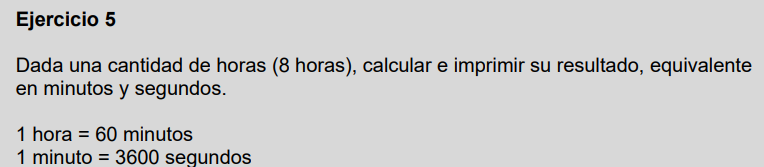 Ejercicio 5
Dada una cantidad de horas (8 horas), calcular e imprimir su resultado, equivalente
en minutos y segundos.
1 hora = 60 minutos
1 minuto = 3600 segundos